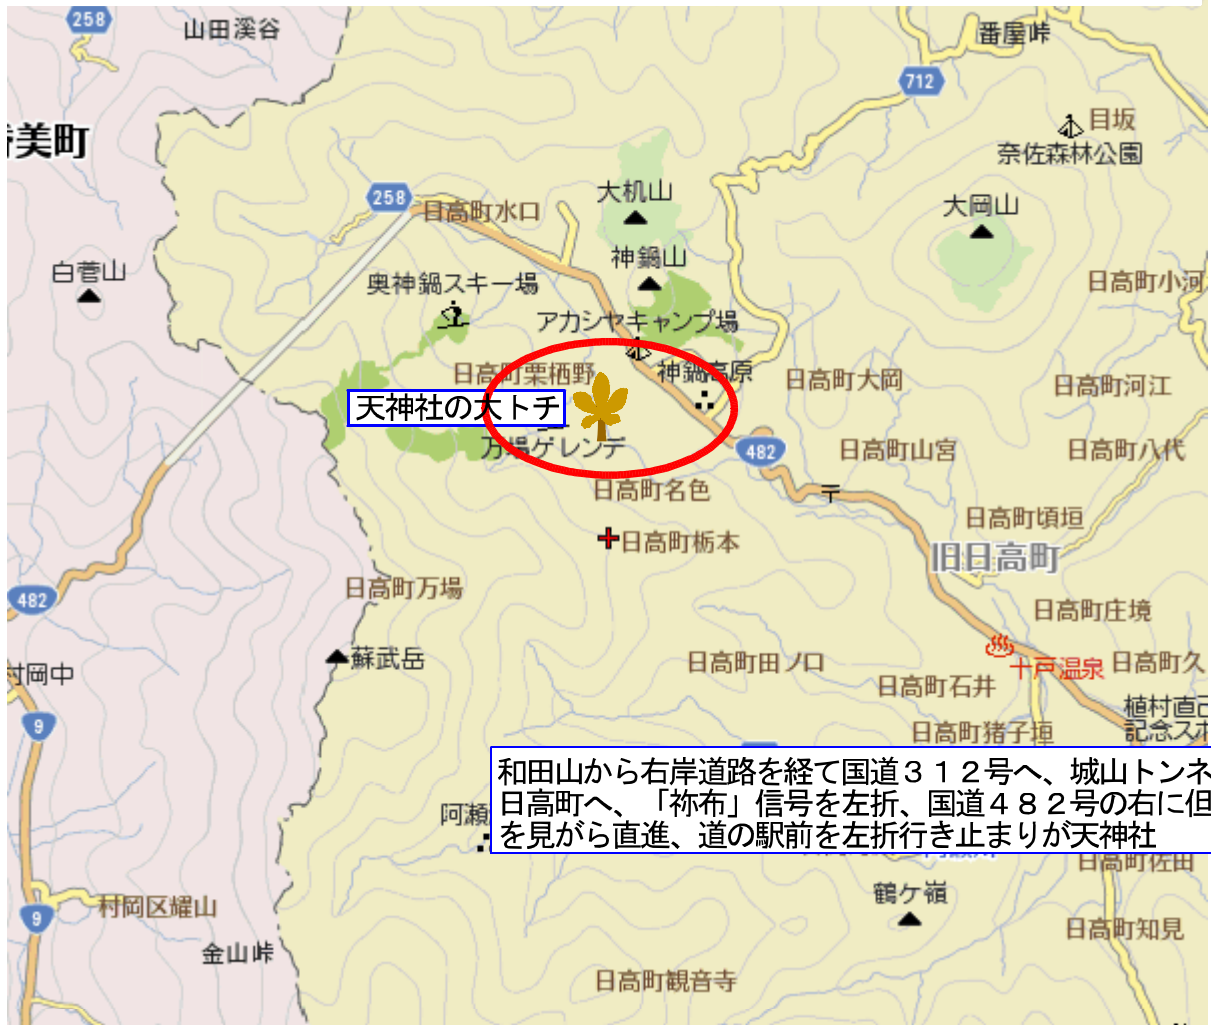 258
山田溪谷
番屋峠
712
目坂
奈佐森林公園
美町
258
日高町水口
大机山
大岡山
神鍋山
白菅山
奥神鍋スキー場
日高町小河
アカシヤキャンプ場
日高町栗栖野
神鍋高原
日高町大岡
日高町河江
天神社の大トチ
万場ゲレンデ
482
日高町山宮
日高町八代
日高町名色
〒
日高町頃垣
日高町栃本
旧日高町
日高町万場
482
日高町庄境
蘇武岳
日高町田ノ口
十戸温泉
日高町久
村岡中
日高町石井
植村直己
記念スポ
9
日高町猪子垣
和田山から右岸道路を経て国道３１２号へ、城山トンネ
日高町へ、「祢布」信号を左折、国道４８２号の右に但
を見がら直進、道の駅前を左折行き止まりが天神社
阿瀬
日高町佐田
鶴ケ嶺
村岡区耀山
9
日高町知見
金山峠
日高町観音寺